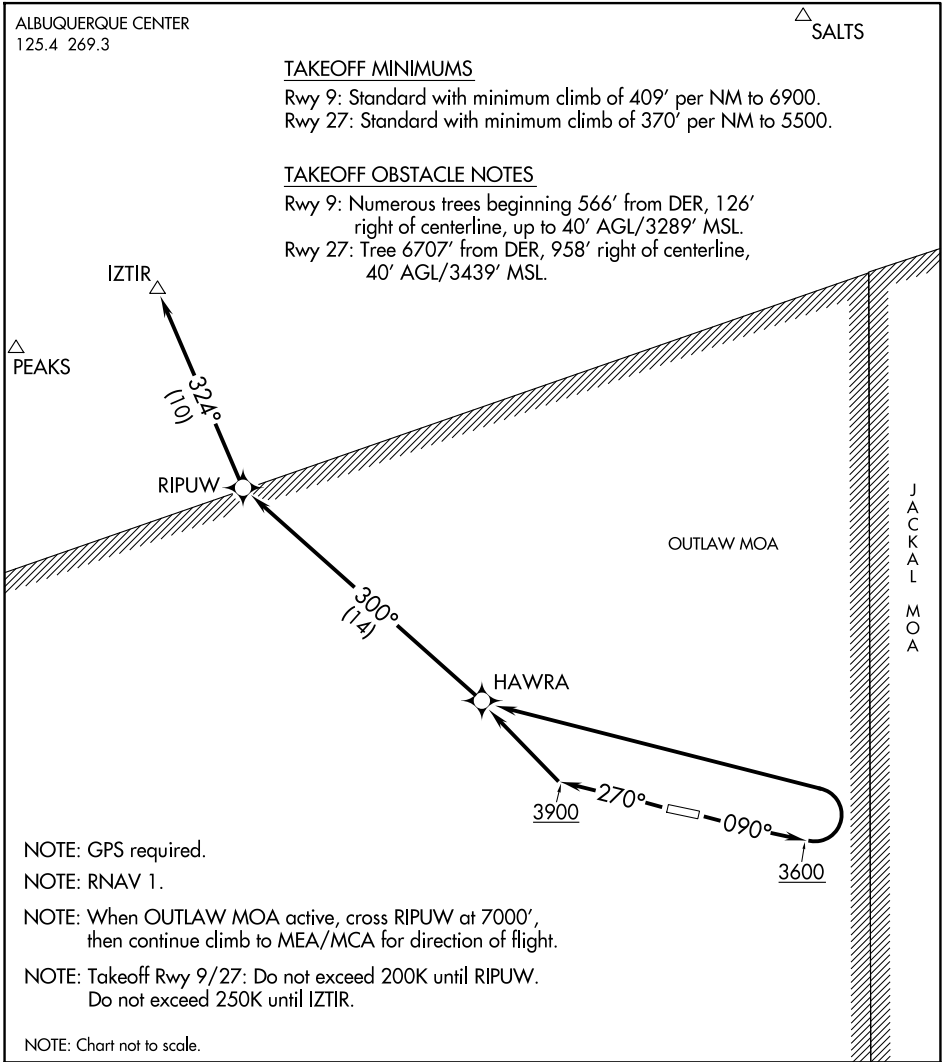 ALBUQUERQUE CENTER
125.4 269.3
SALTS
TAKEOFF MINIMUMS
Rwy 9: Standard with minimum climb of 409' per NM to 6900.
Rwy 27: Standard with minimum climb of 370' per NM to 5500.
TAKEOFF OBSTACLE NOTES
Rwy 9: Numerous trees beginning 566' from DER, 126'
right of centerline, up to 40' AGL/3289' MSL.
Rwy 27: Tree 6707' from DER, 958' right of centerline,
40' AGL/3439' MSL.
IZTIR
PEAKS
324°
(10)
RIPUW
JACKAL MOA
OUTLAW MOA
300°
(14)
HAWRA
270°
3900
090°
3600
NOTE: GPS required.
NOTE: RNAV 1.
NOTE: When OUTLAW MOA active, cross RIPUW at 7000',
then continue climb to MEA/MCA for direction of flight.
NOTE: Takeoff Rwy 9/27: Do not exceed 200K until RIPUW.
Do not exceed 250K until IZTIR.
NOTE: Chart not to scale.